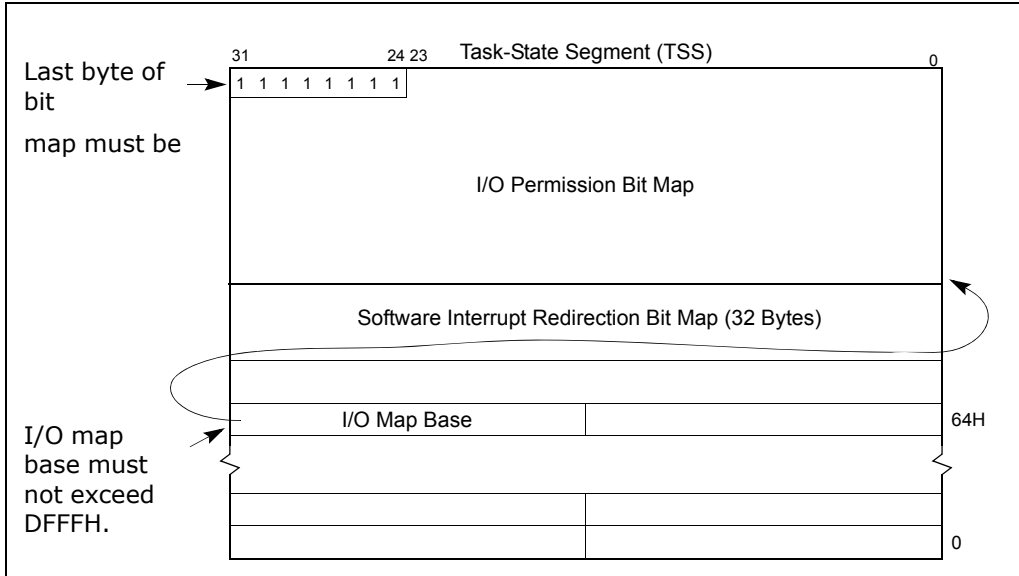 31 24 23 Task-State Segment (TSS) 0
Last byte of
bit
map must be
1 1 1 1 1 1 1 1
I/O Permission Bit Map
Software Interrupt Redirection Bit Map (32 Bytes)
I/O Map Base 64H
I/O map
base must
not exceed
DFFFH.
0